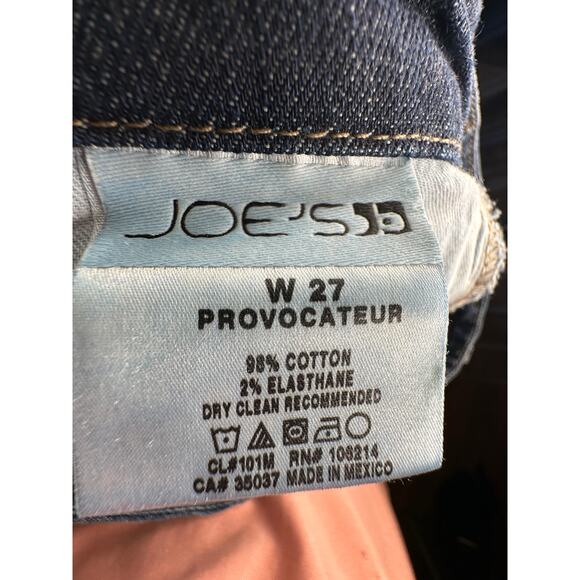 JOE'S
W 27
PROVOCATEUR
98% COTTON
2% ELASTHANE
DRY CLEAN RECOMMENDED
CL#101M RN# 106214
CA# 35037 MADE IN MEXICO